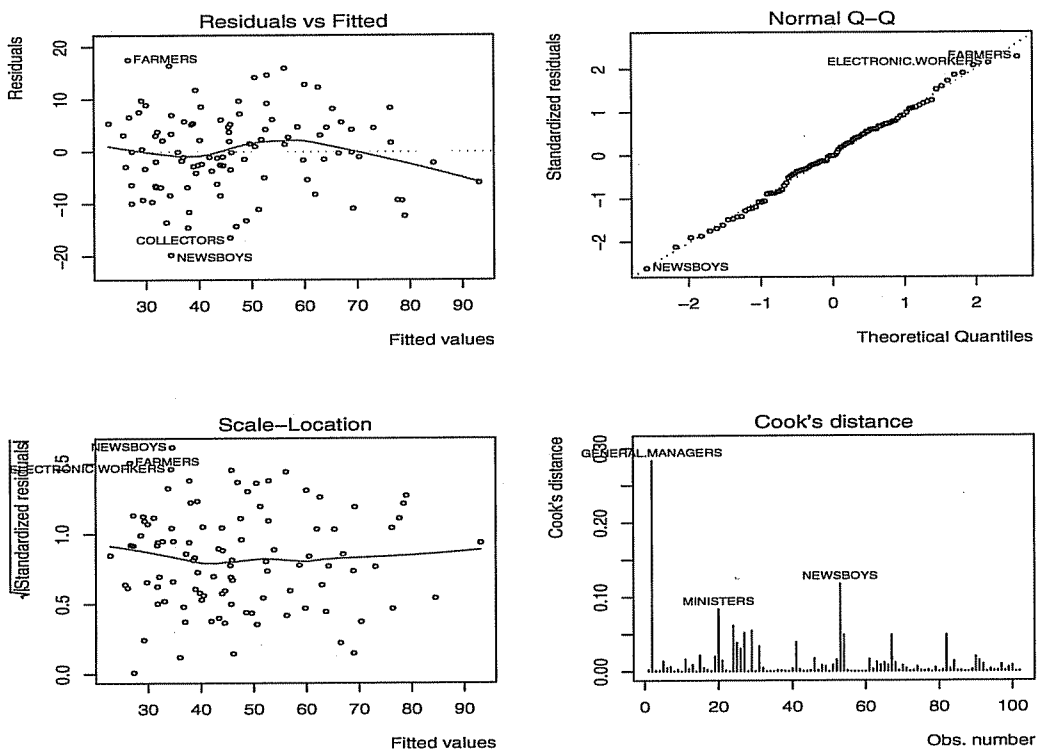 Residuals vs Fitted
Residuals
20
10
0
-10
-20
FARMERS
COLLECTORS
NEWSBOYS
30 40 50 60 70 80 90
Fitted values
Normal Q-Q
Standardized residuals
2
1
0
-1
-2
FARMERS
ELECTRONIC.WORKERS
NEWSBOYS
-2 -1 0 1 2
Theoretical Quantiles
Scale-Location
√|Standardized residuals|
1.5
1.0
0.5
0.0
NEWSBOYS
FARMERS
ELECTRONIC.WORKERS
30 40 50 60 70 80 90
Fitted values
Cook's distance
Cook's distance
0.30
0.20
0.10
0.00
GENERAL.MANAGERS
NEWSBOYS
MINISTERS
0 20 40 60 80 100
Obs. number